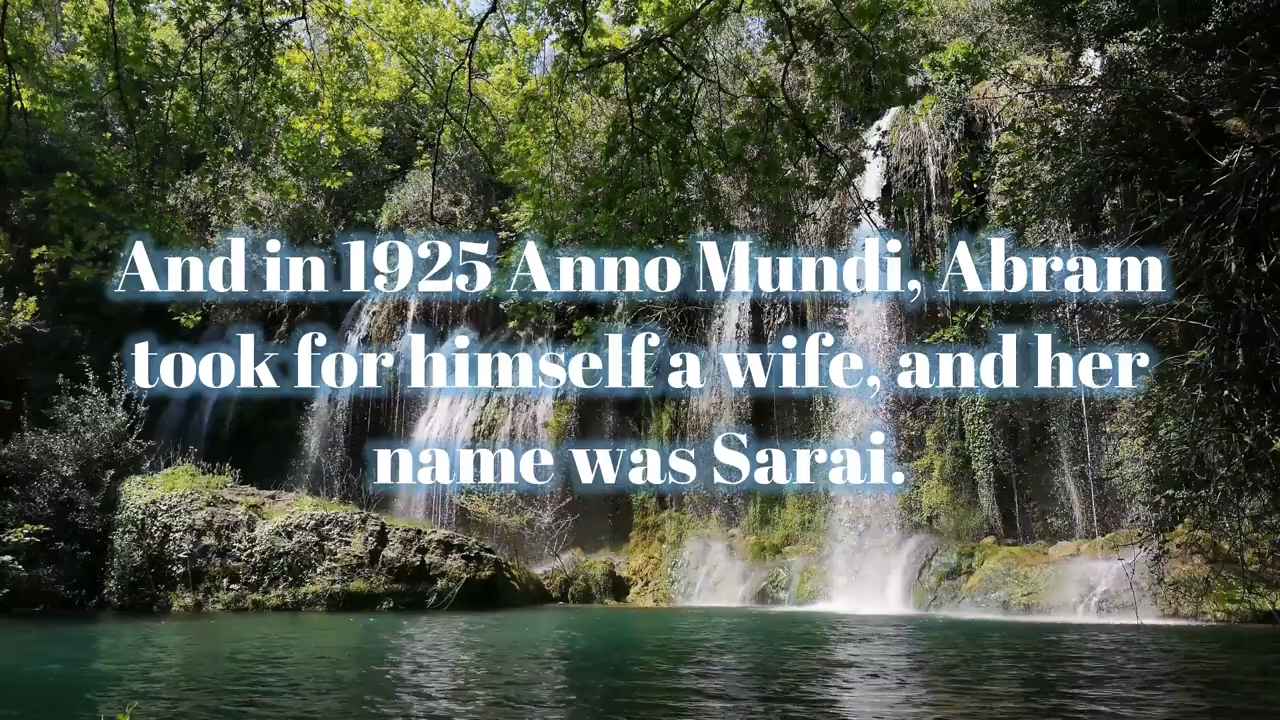 And in 1925 Anno Mundi, Abram
took for himself a wife, and her
name was Sarai.